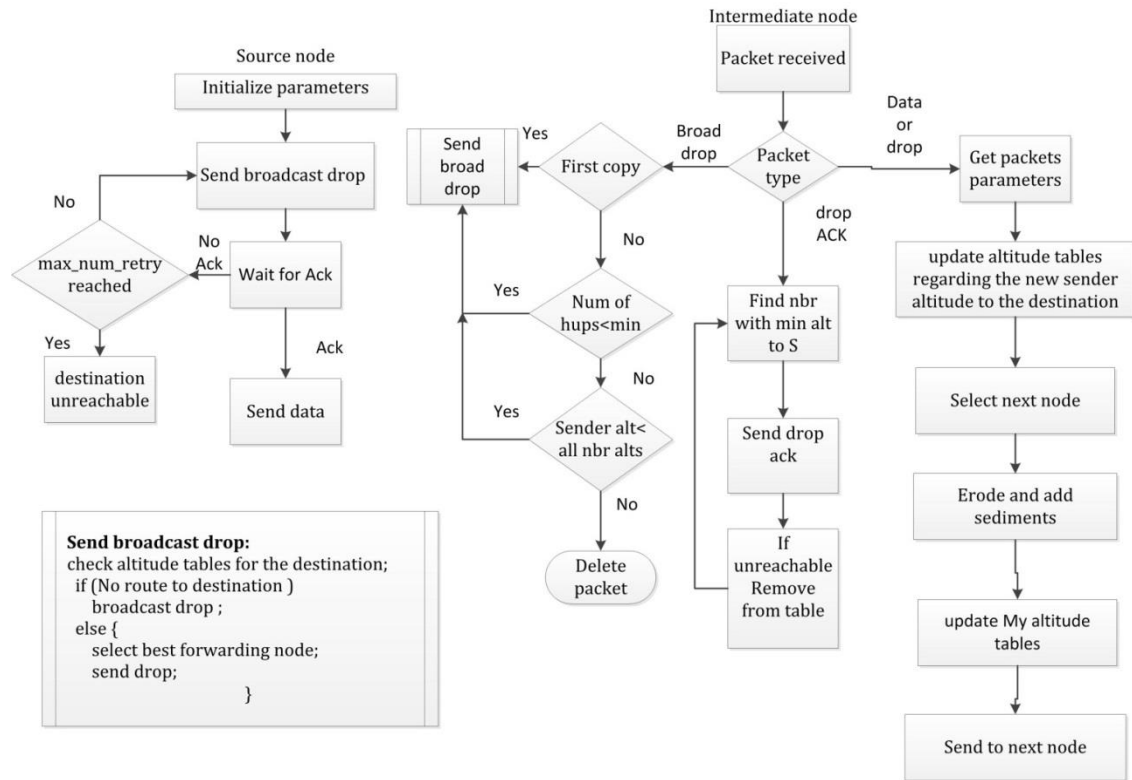 Source node
Initialize parameters
Send broadcast drop
No
No
Ack
max_num_retry
reached
Wait for Ack
Yes
Ack
destination
unreachable
Send data
Send broadcast drop:
check altitude tables for the destination;
if (No route to destination )
broadcast drop ;
else {
select best forwarding node;
send drop;
}
Intermediate node
Packet received
Packet
type
Broad
drop
Data
or
drop
drop
ACK
First copy
Yes
Send
broad
drop
No
Num of
hups<min
Yes
No
Sender alt<
all nbr alts
Yes
No
Delete
packet
Find nbr
with min alt
to S
Send drop
ack
If
unreachable
Remove
from table
Get packets
parameters
update altitude tables
regarding the new sender
altitude to the destination
Select next node
Erode and add
sediments
update My altitude
tables
Send to next node